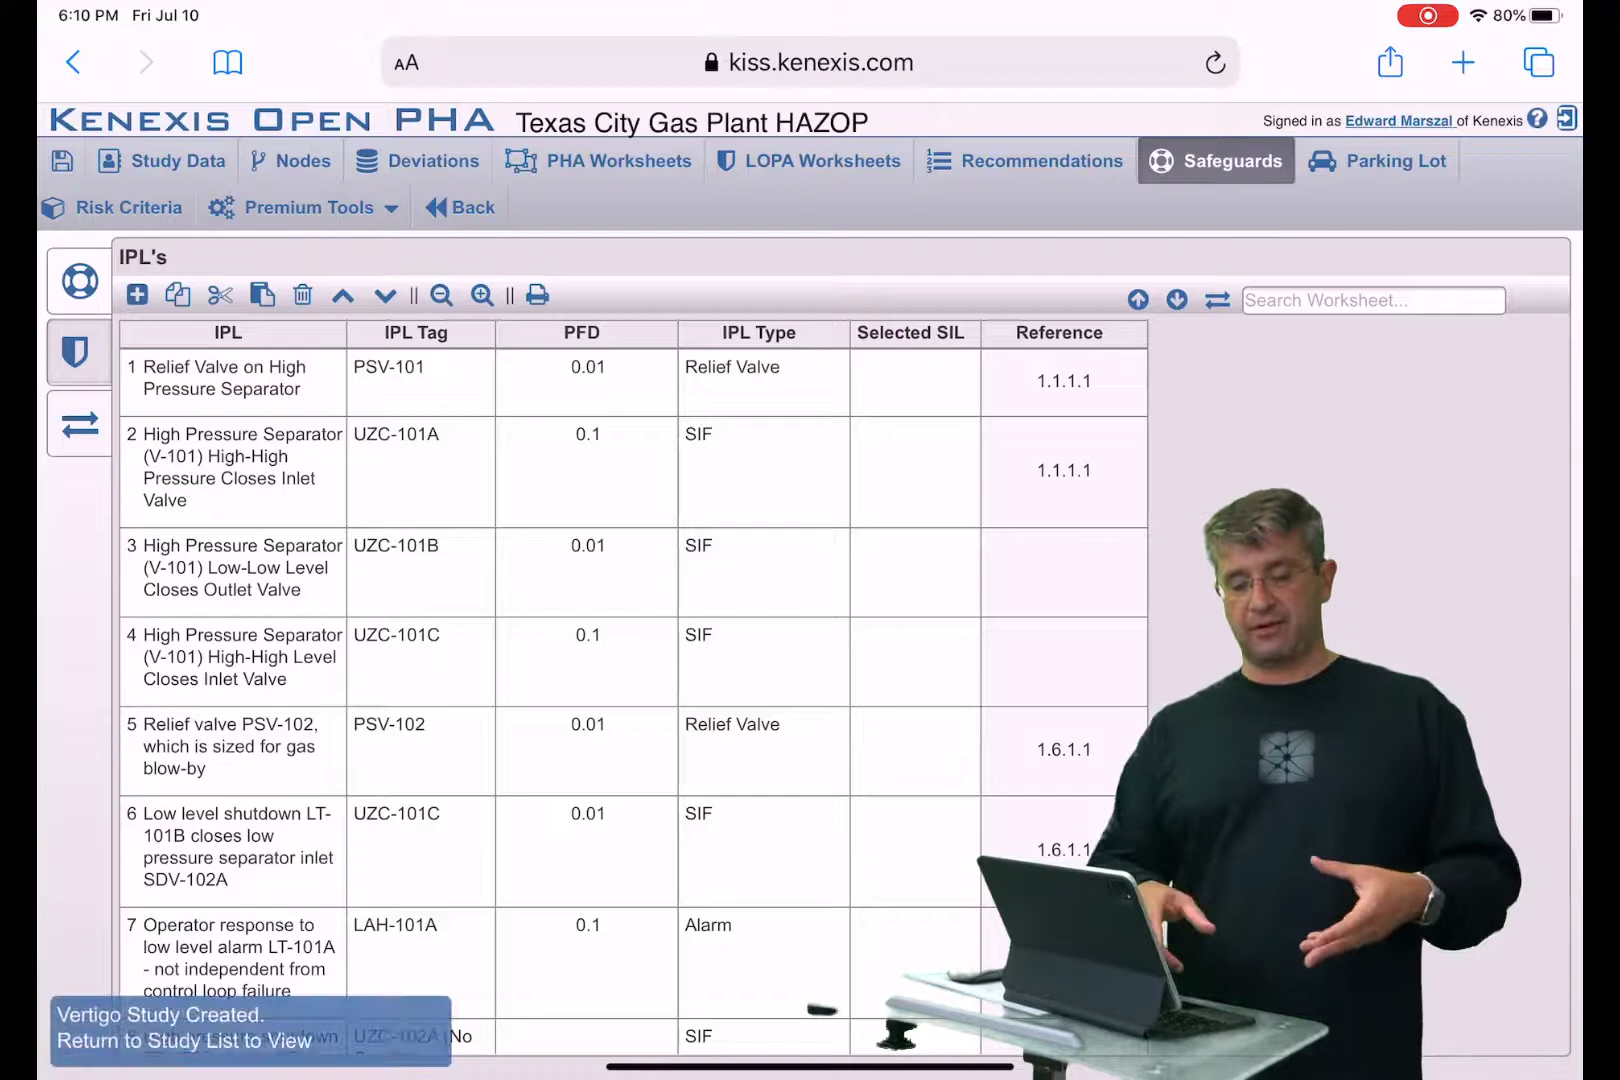 6:10 PM Fri Jul 10
80%
AA
kiss.kenexis.com
KENEXIS OPEN PHA Texas City Gas Plant HAZOP
Signed in as Edward Marszal of Kenexis
Study Data
Nodes
Deviations
PHA Worksheets
LOPA Worksheets
Recommendations
Safeguards
Parking Lot
Risk Criteria
Premium Tools
Back
IPL's
Search Worksheet...
IPL IPL Tag PFD IPL Type Selected SIL Reference
1 Relief Valve on High
Pressure Separator
PSV-101
0.01
Relief Valve
1.1.1.1
2 High Pressure Separator
(V-101) High-High
Pressure Closes Inlet
Valve
UZC-101A
0.1
SIF
1.1.1.1
3 High Pressure Separator
(V-101) Low-Low Level
Closes Outlet Valve
UZC-101B
0.01
SIF
4 High Pressure Separator
(V-101) High-High Level
Closes Inlet Valve
UZC-101C
0.1
SIF
5 Relief valve PSV-102,
which is sized for gas
blow-by
PSV-102
0.01
Relief Valve
1.6.1.1
6 Low level shutdown LT-
101B closes low
pressure separator inlet
SDV-102A
UZC-101C
0.01
SIF
1.6.1.1
7 Operator response to
low level alarm LT-101A
- not independent from
control loop failure
LAH-101A
0.1
Alarm
UZC-102A (No
SIF
Vertigo Study Created.
Return to Study List to View